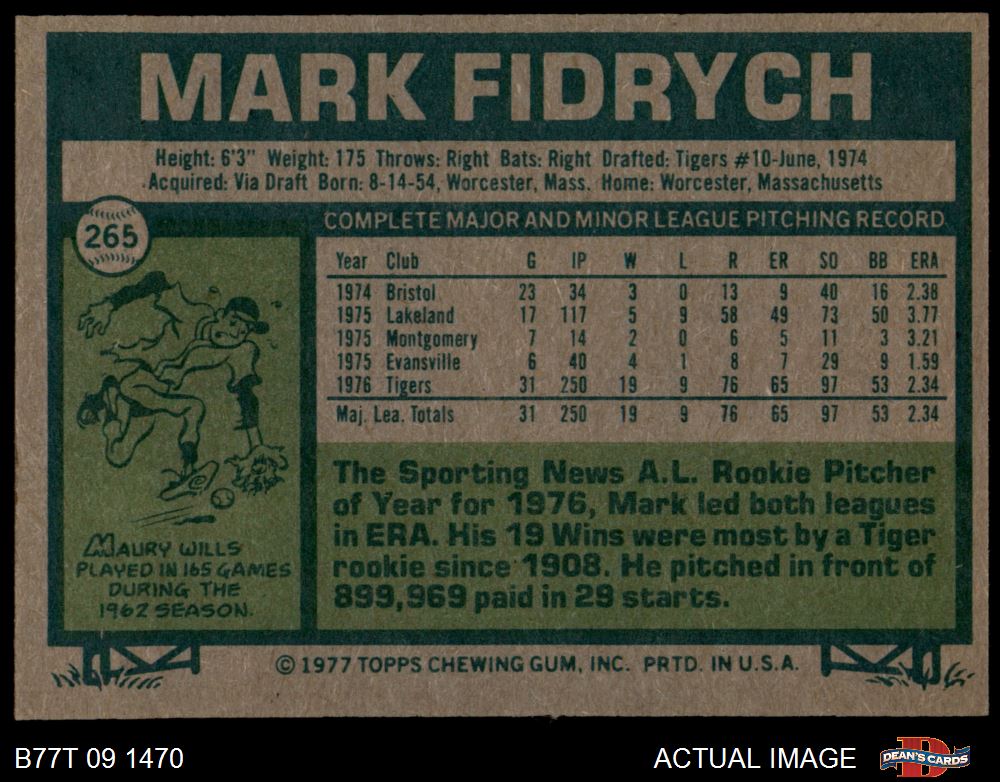 MARK FIDRYCH
Height: 6'3" Weight: 175 Throws: Right Bats: Right Drafted: Tigers #10-June, 1974
Acquired: Via Draft Born: 8-14-54, Worcester, Mass. Home: Worcester, Massachusetts
265
COMPLETE MAJOR AND MINOR LEAGUE PITCHING RECORD
Year Club G IP W L R ER SO BB ERA
1974 Bristol 23 34 3 0 13 9 40 16 2.38
1975 Lakeland 17 117 5 9 58 49 73 50 3.77
1975 Montgomery 7 14 2 0 6 5 11 3 3.21
1975 Evansville 6 40 4 1 8 7 29 9 1.59
1976 Tigers 31 250 19 9 76 65 97 53 2.34
Maj. Lea. Totals 31 250 19 9 76 65 97 53 2.34
MAURY WILLS
PLAYED IN 165 GAMES
DURING THE
1962 SEASON.
The Sporting News A.L. Rookie Pitcher
of Year for 1976, Mark led both leagues
in ERA. His 19 Wins were most by a Tiger
rookie since 1908. He pitched in front of
899,969 paid in 29 starts.
© 1977 TOPPS CHEWING GUM, INC. PRTD. IN U.S.A.
B77T 09 1470
ACTUAL IMAGE
DEAN'S CARDS